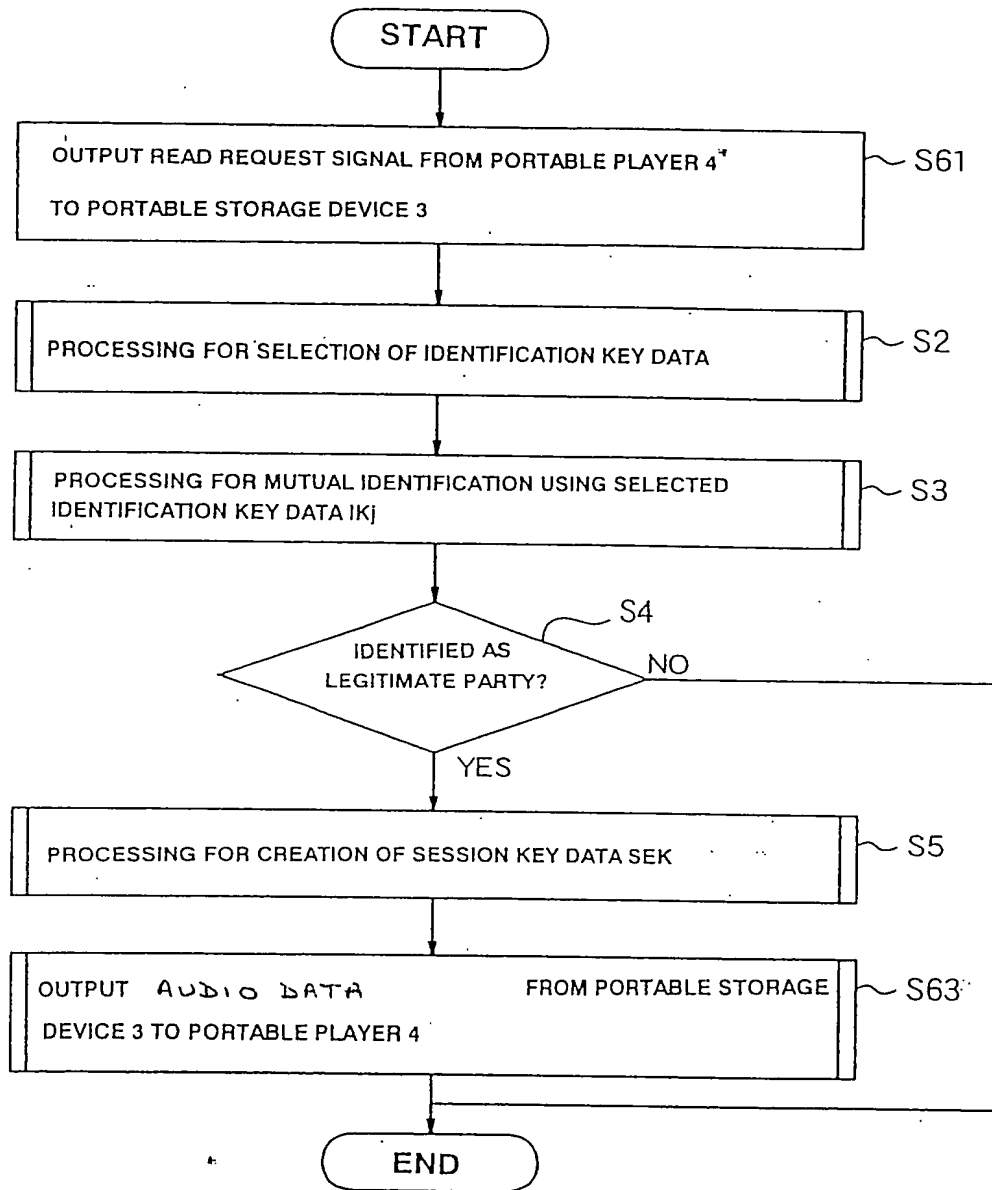 START
OUTPUT READ REQUEST SIGNAL FROM PORTABLE PLAYER 4
TO PORTABLE STORAGE DEVICE 3
S61
PROCESSING FOR SELECTION OF IDENTIFICATION KEY DATA
S2
PROCESSING FOR MUTUAL IDENTIFICATION USING SELECTED
IDENTIFICATION KEY DATA IKj
S3
S4
IDENTIFIED AS
LEGITIMATE PARTY?
NO
YES
PROCESSING FOR CREATION OF SESSION KEY DATA SEK
S5
OUTPUT AUDIO DATA FROM PORTABLE STORAGE
DEVICE 3 TO PORTABLE PLAYER 4
S63
END